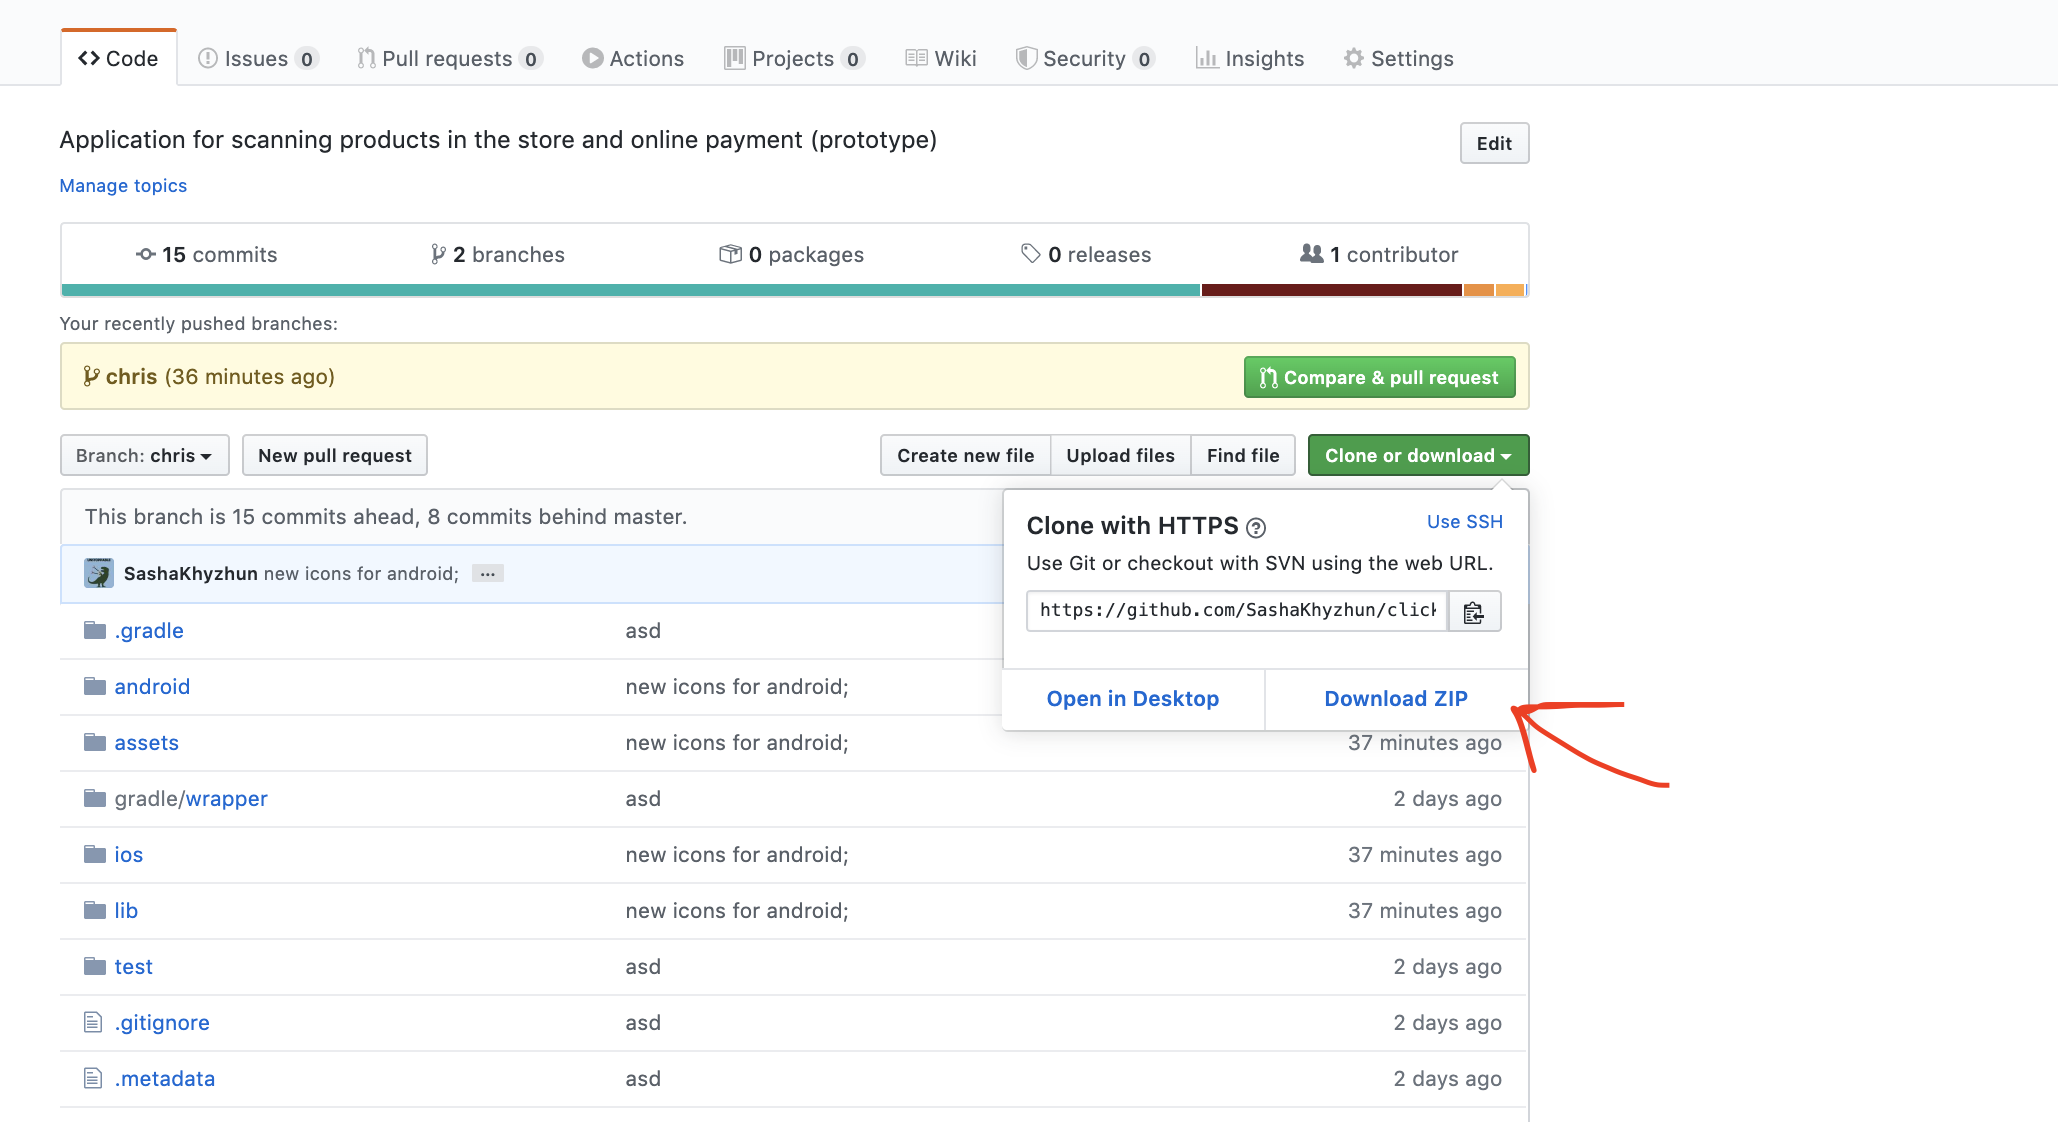 Code Issues 0 Pull requests 0 Actions Projects 0 Wiki Security 0 Insights Settings
Application for scanning products in the store and online payment (prototype) Edit
Manage topics
15 commits 2 branches 0 packages 0 releases 1 contributor
Your recently pushed branches:
chris (36 minutes ago) Compare & pull request
Branch: chris New pull request Create new file Upload files Find file Clone or download
This branch is 15 commits ahead, 8 commits behind master.
Clone with HTTPS ? Use SSH
Use Git or checkout with SVN using the web URL.
https://github.com/SashaKhyzhun/click
Open in Desktop Download ZIP
SashaKhyzhun new icons for android; ...
.gradle asd
android new icons for android;
assets new icons for android; 37 minutes ago
gradle/wrapper asd 2 days ago
ios new icons for android; 37 minutes ago
lib new icons for android; 37 minutes ago
test asd 2 days ago
.gitignore asd 2 days ago
.metadata asd 2 days ago